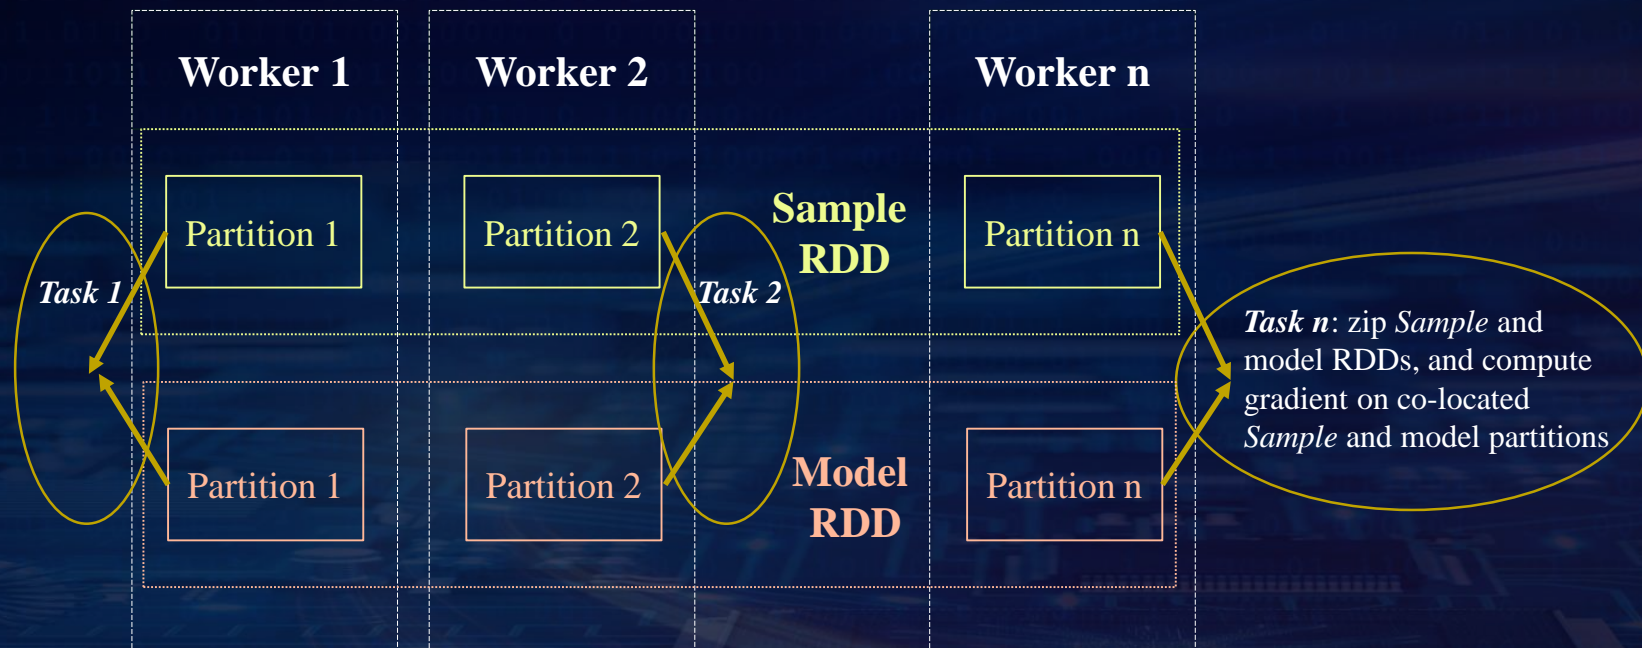 Worker 1
Worker 2
Worker n
Partition 1
Partition 2
Sample
RDD
Partition n
Task 1
Task 2
Task n: zip Sample and
model RDDs, and compute
gradient on co-located
Sample and model partitions
Partition 1
Partition 2
Model
RDD
Partition n